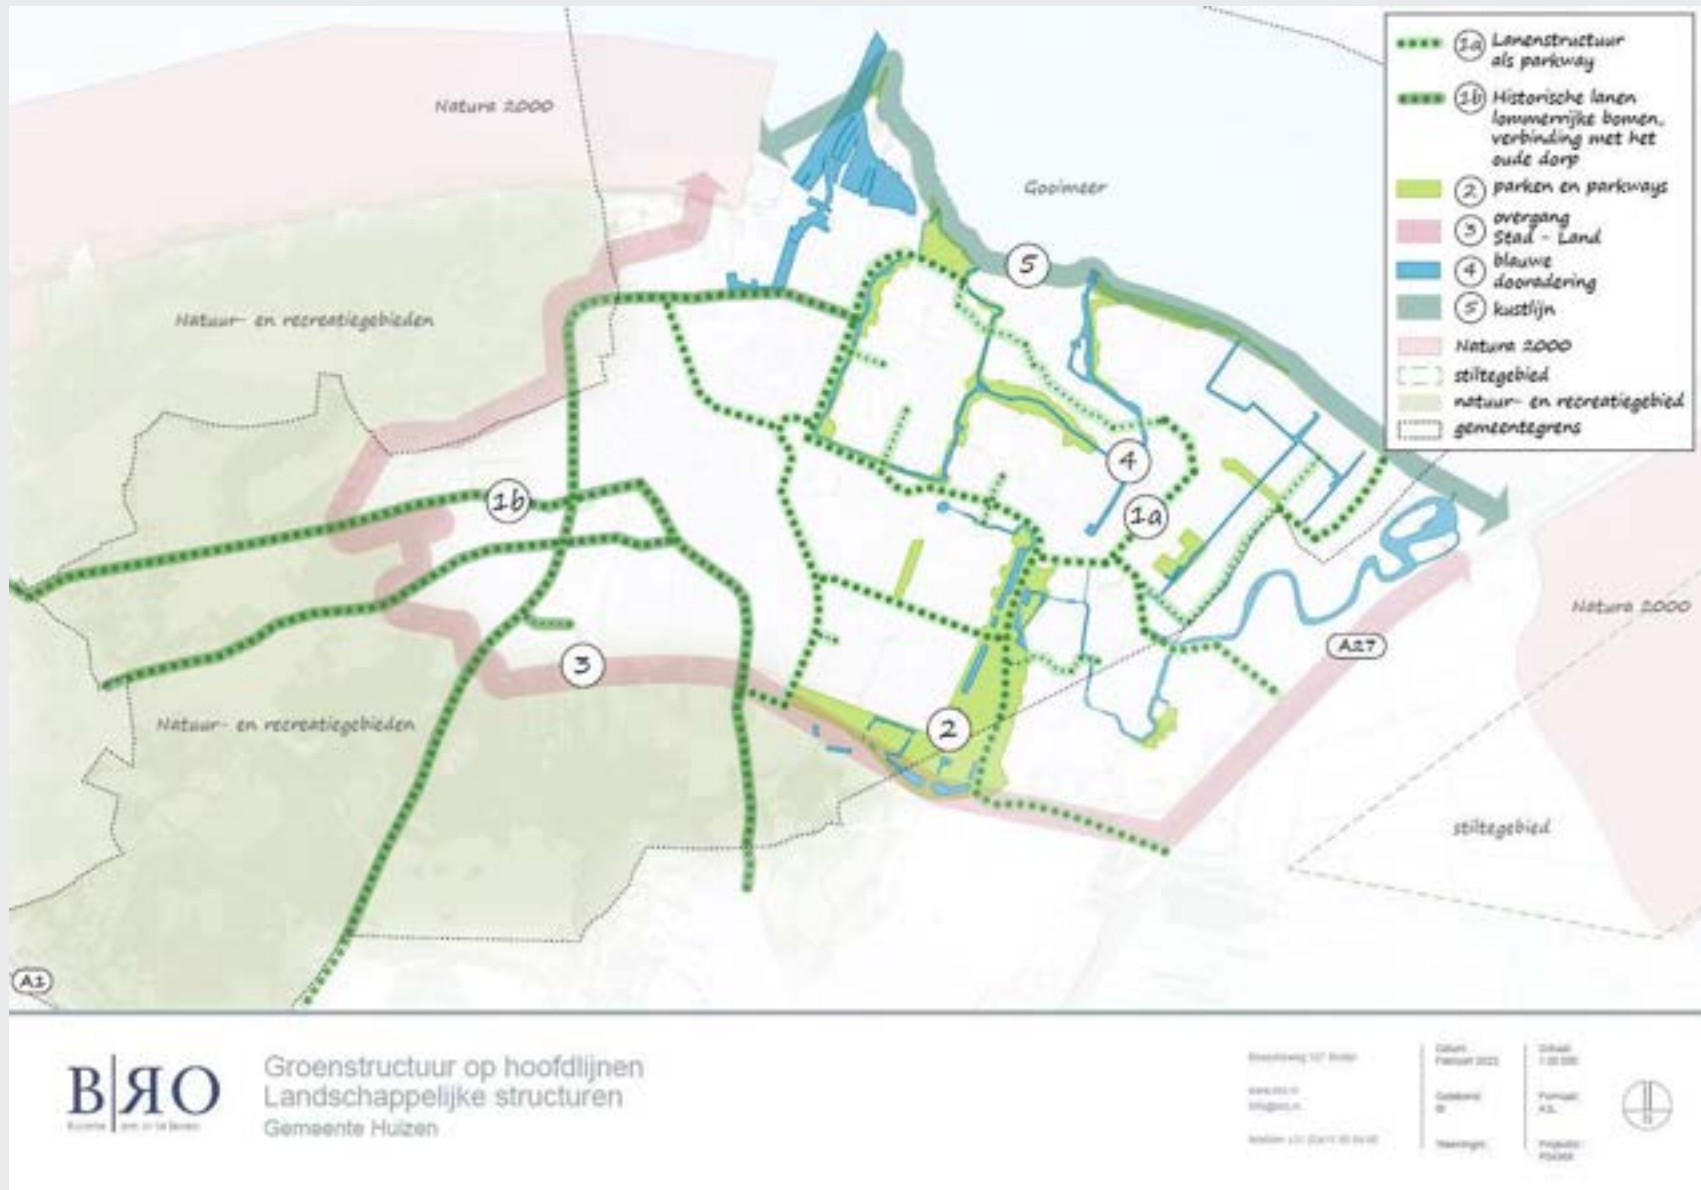 Natura 2000
Gooimeer
Natuur- en recreatiegebieden
5
4
1b
1a
3
2
Natuur- en recreatiegebieden
A27
Natura 2000
stiltegebied
A1
1a Lanenstructuur
als parkway
1b Historische lanen
lommerrijke bomen,
verbinding met het
oude dorp
2 parken en parkways
3 overgang
Stad - Land
4 blauwe
dooradering
5 kustlijn
Natura 2000
stiltegebied
natuur- en recreatiegebied
gemeentegrens
BRO
Groenstructuur op hoofdlijnen
Landschappelijke structuren
Gemeente Huizen